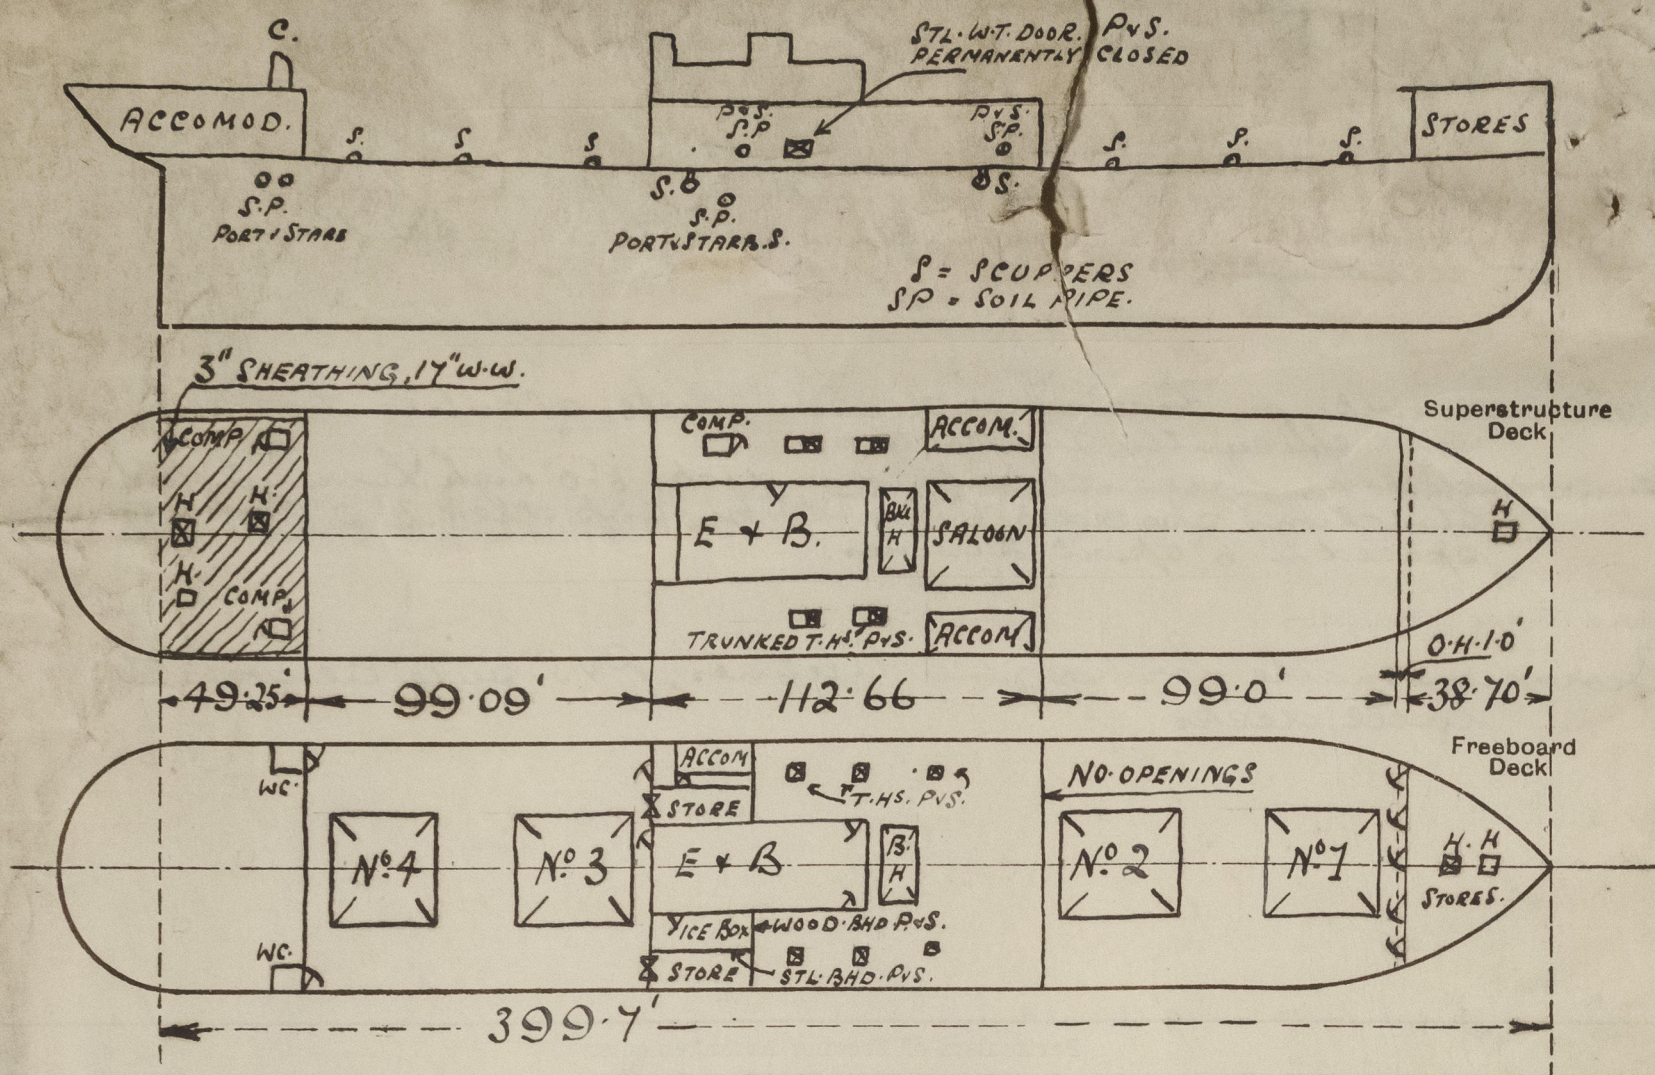 C.
STL. W.T. DOOR. P&S.
PERMANENTLY CLOSED
ACCOMOD.
S. S S
P&S. S.P
P&S. S.P.
S. S. S.
STORES
S.P.
PORT & STARB
S.
S.P.
PORT & STARB.S.
S.
S = SCUPPERS
SP = SOIL PIPE.
3" SHEATHING, 17" W.W.
Superstructure
Deck
COMP
H H.
H.
COMP.
COMP.
E & B.
H
ACCOM.
SALOON
ACCOM.
TRUNKED T.Hs. P&S.
H
O.H. 1.0'
49.25' 99.09' 112.66 99.0' 38.70'
Freeboard
Deck
WC.
WC.
No. 4
No. 3
ACCOM
STORE
E & B
B.
H
T.HS. P&S.
ICE BOX
WOOD. BHD. P&S.
STORE
STL. BHD. P&S.
NO. OPENINGS
No. 2
No. 1
H. H
STORES.
399.7'